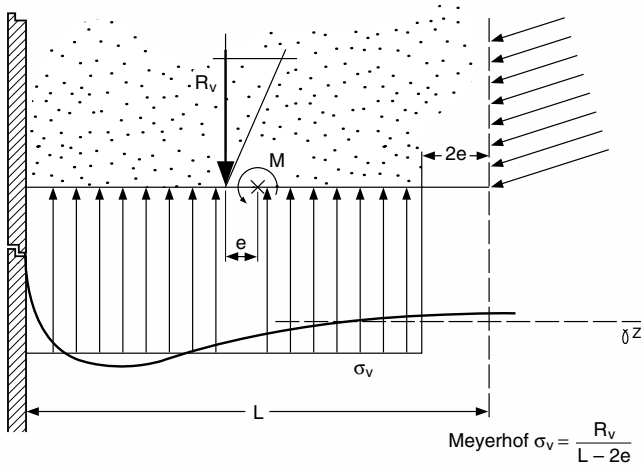 R_v
M
2e
e
γz
σ_v
L
Meyerhof σ_v = R_v / (L – 2e)